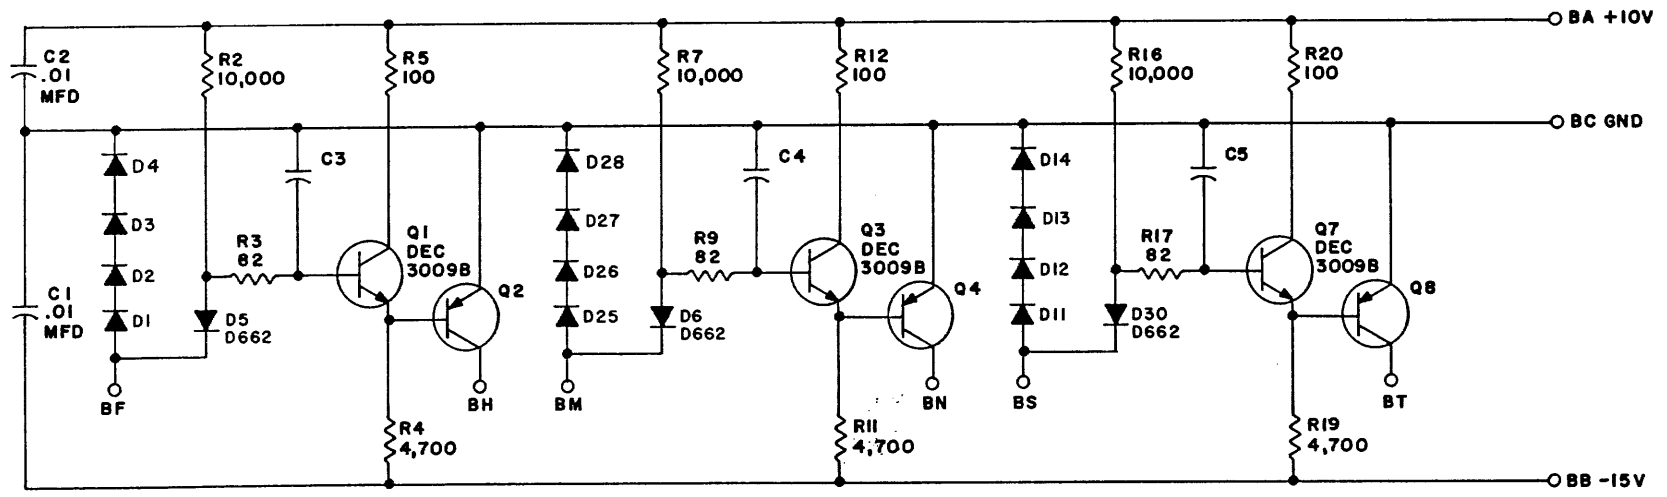 BA +10V
C2
.01
MFD
R2
10,000
R5
100
R7
10,000
R12
100
R16
10,000
R20
100
BC GND
D4
D3
D2
D1
C3
R3
82
Q1
DEC
3009B
Q2
D5
D662
C1
.01
MFD
BF
BH
R4
4,700
D28
D27
D26
D25
C4
R9
82
Q3
DEC
3009B
Q4
D6
D662
BM
BN
R11
4,700
D14
D13
D12
D11
C5
R17
82
Q7
DEC
3009B
Q8
D30
D662
BS
BT
R19
4,700
BB -15V